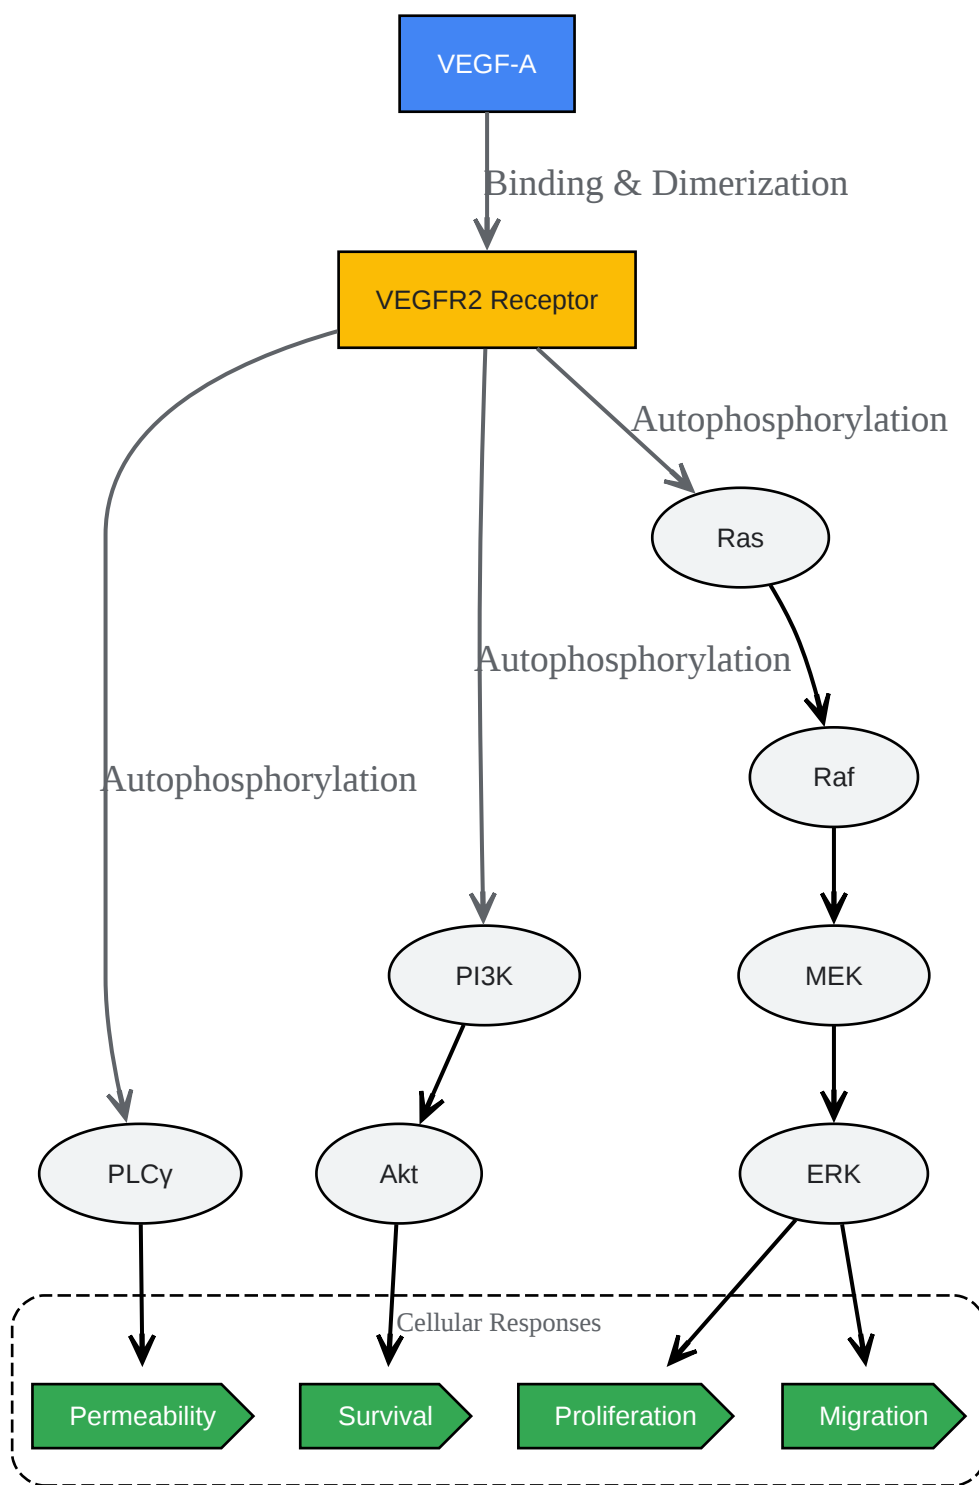 VEGF-A
Binding & Dimerization
VEGFR2 Receptor
Autophosphorylation
Ras
Autophosphorylation
Autophosphorylation
Raf
PI3K
MEK
PLCγ
Akt
ERK
Cellular Responses
Permeability
Survival
Proliferation
Migration